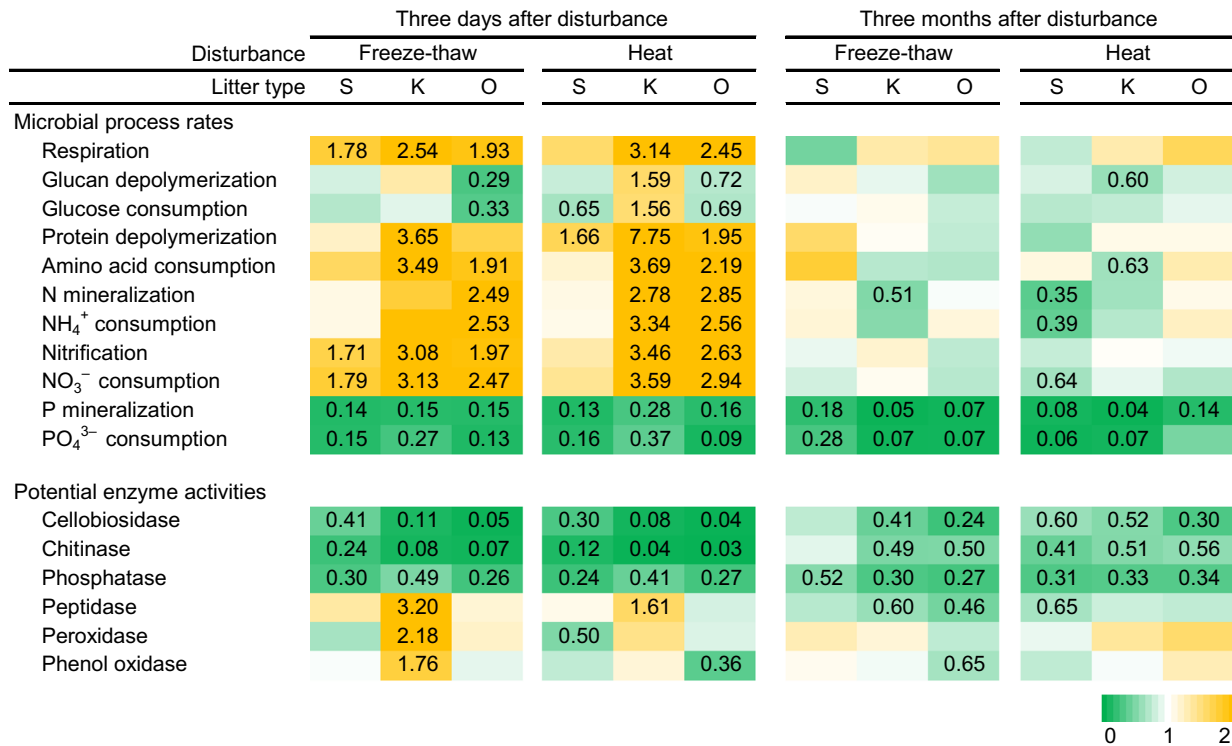 Three days after disturbance Three months after disturbance
Disturbance Freeze-thaw Heat Freeze-thaw Heat
Litter type S K O S K O S K O S K O
Microbial process rates
Respiration 1.78 2.54 1.93 3.14 2.45
Glucan depolymerization 0.29 1.59 0.72 0.60
Glucose consumption 0.33 0.65 1.56 0.69
Protein depolymerization 3.65 1.66 7.75 1.95
Amino acid consumption 3.49 1.91 3.69 2.19 0.63
N mineralization 2.49 2.78 2.85 0.51 0.35
NH₄⁺ consumption 2.53 3.34 2.56 0.39
Nitrification 1.71 3.08 1.97 3.46 2.63
NO₃⁻ consumption 1.79 3.13 2.47 3.59 2.94 0.64
P mineralization 0.14 0.15 0.15 0.13 0.28 0.16 0.18 0.05 0.07 0.08 0.04 0.14
PO₄³⁻ consumption 0.15 0.27 0.13 0.16 0.37 0.09 0.28 0.07 0.07 0.06 0.07
Potential enzyme activities
Cellobiosidase 0.41 0.11 0.05 0.30 0.08 0.04 0.41 0.24 0.60 0.52 0.30
Chitinase 0.24 0.08 0.07 0.12 0.04 0.03 0.49 0.50 0.41 0.51 0.56
Phosphatase 0.30 0.49 0.26 0.24 0.41 0.27 0.52 0.30 0.27 0.31 0.33 0.34
Peptidase 3.20 1.61 0.60 0.46 0.65
Peroxidase 2.18 0.50
Phenol oxidase 1.76 0.36 0.65
0 1 2